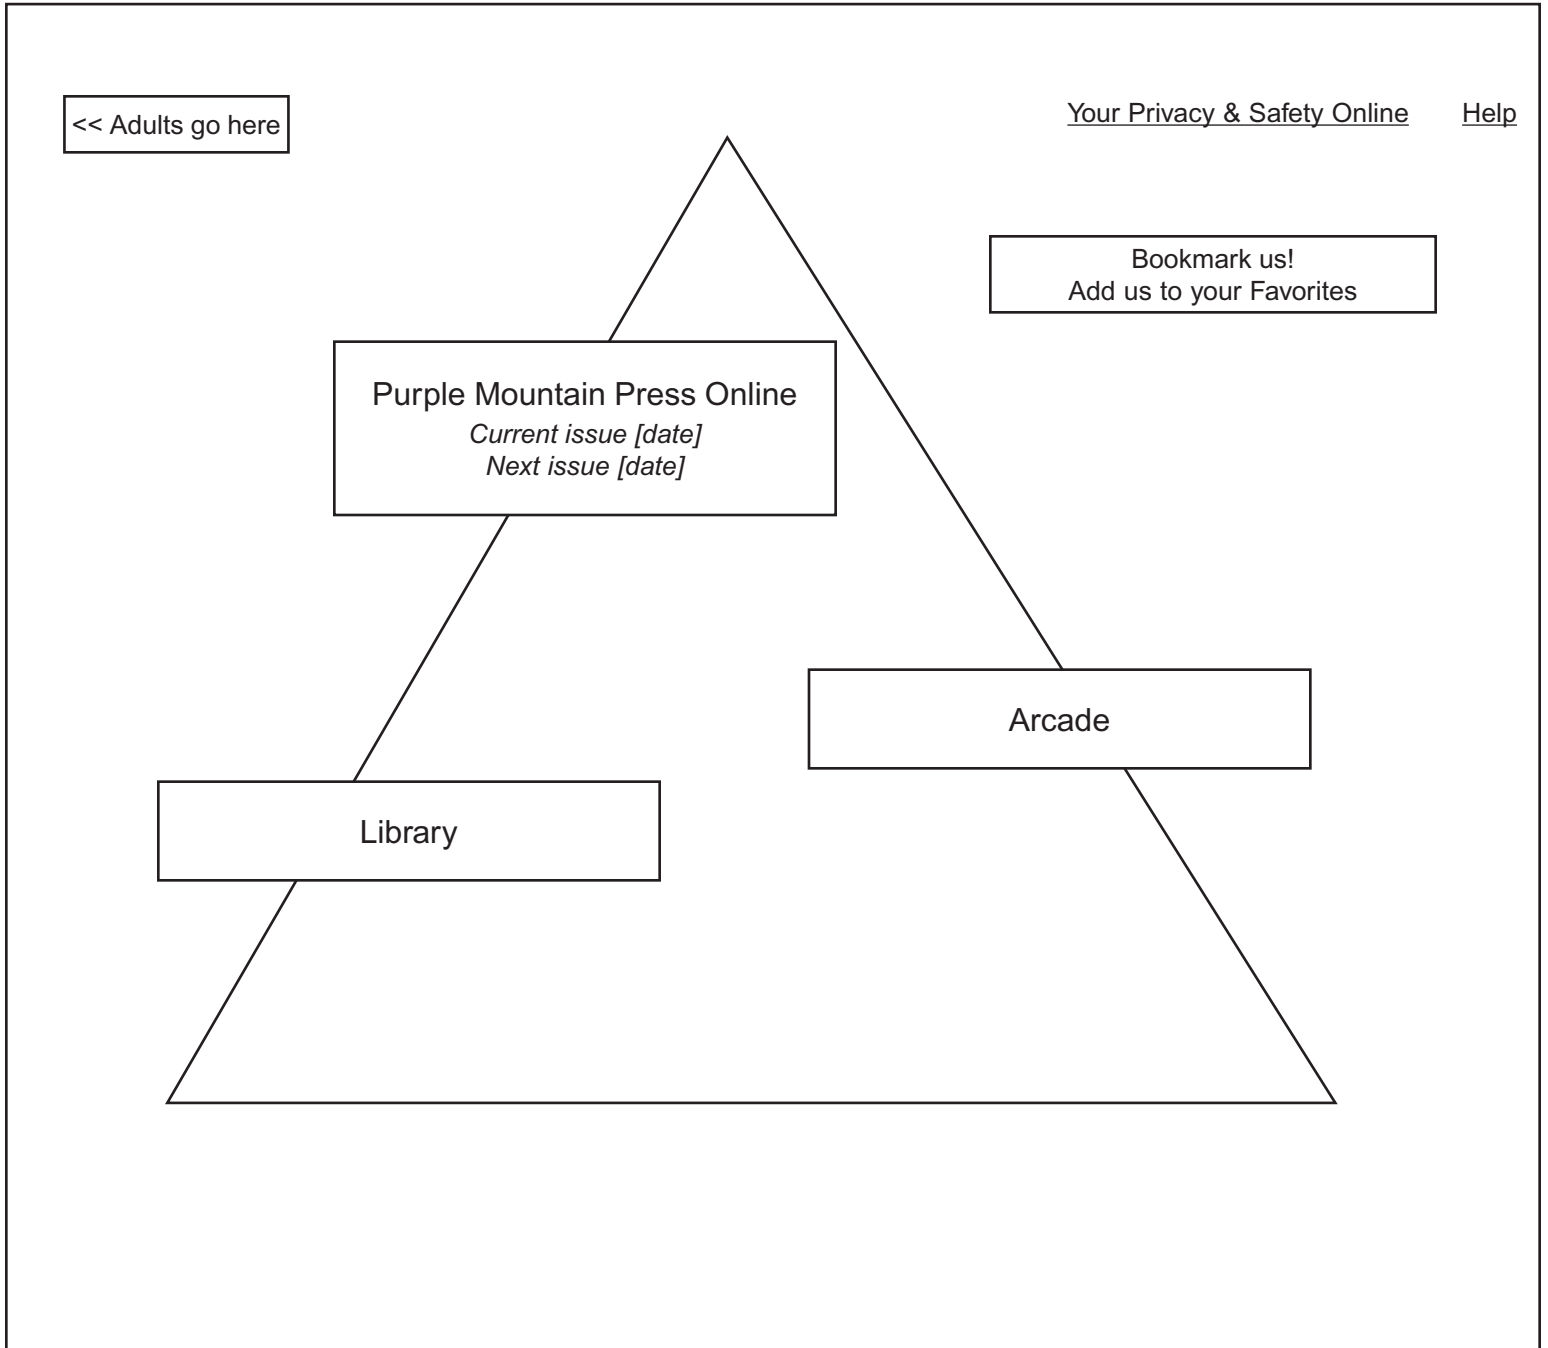 << Adults go here
Your Privacy & Safety Online
Help
Bookmark us!
Add us to your Favorites
Purple Mountain Press Online
Current issue [date]
Next issue [date]
Arcade
Library